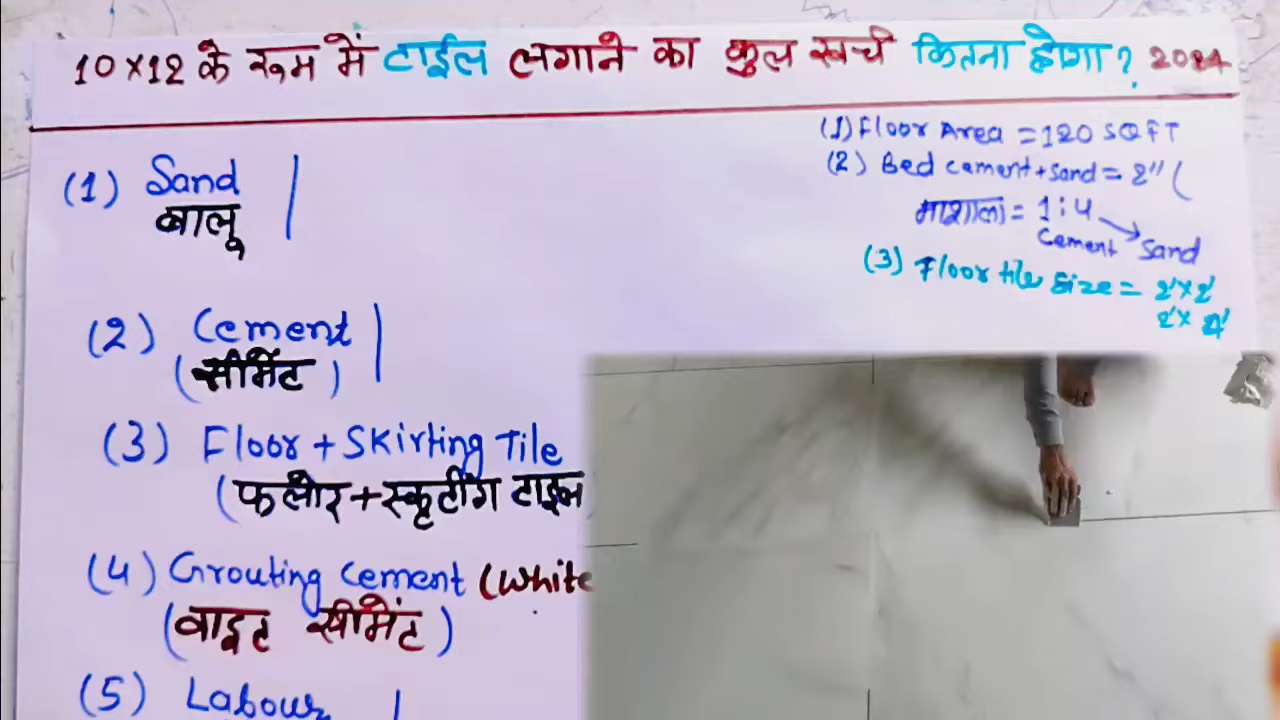 10×12 के रूम में टाईल लगाने का कुल खर्च कितना होगा? 2024
(1) Sand
बालू
(2) Cement
(सीमेंट)
(3) Floor + Skirting Tile
(फलोर+स्कृटींग टाइल
(4) Grouting Cement (White
(वाइट सीमेंट)
(5) Labour
(1) Floor Area = 120 SQFT
(2) Bed cement+sand = 2" (
माशाला = 1:4
Cement Sand
(3) Floor tile Size = 2'×2'
2'× 4'